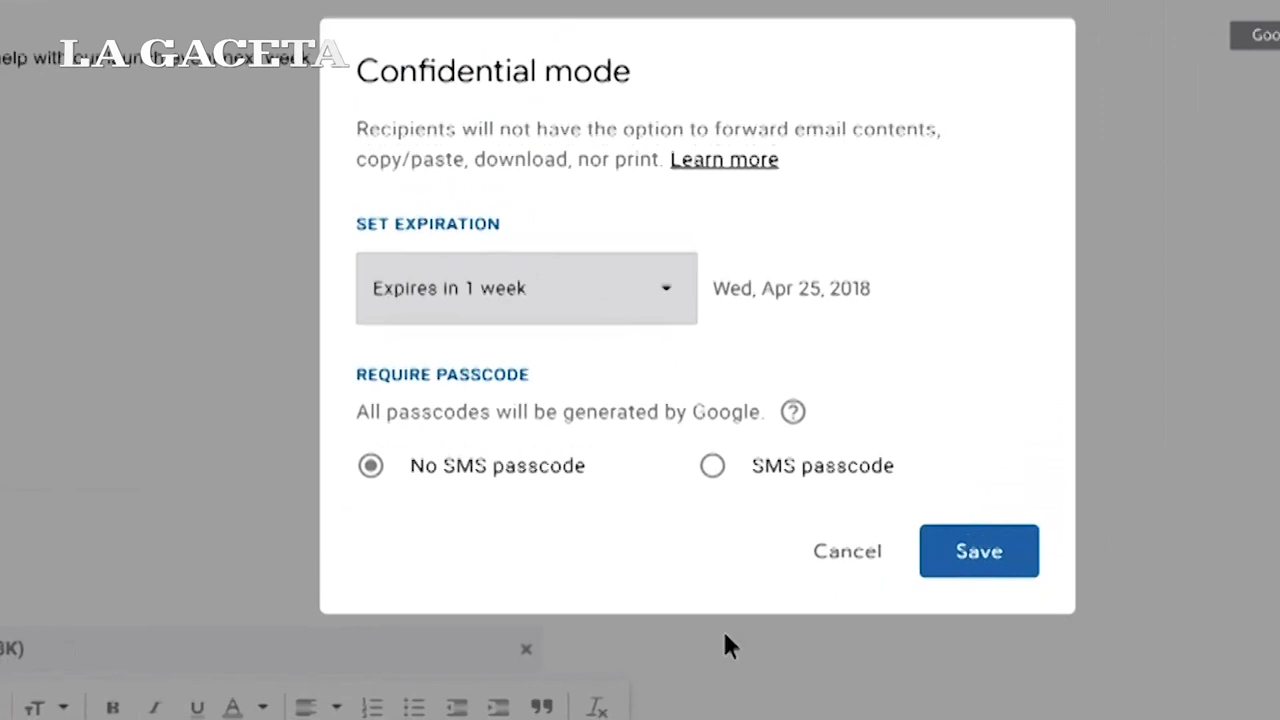 LA GACETA
Goo
Confidential mode
Recipients will not have the option to forward email contents,
copy/paste, download, nor print. Learn more
SET EXPIRATION
Expires in 1 week
Wed, Apr 25, 2018
REQUIRE PASSCODE
All passcodes will be generated by Google.
No SMS passcode
SMS passcode
Cancel
Save